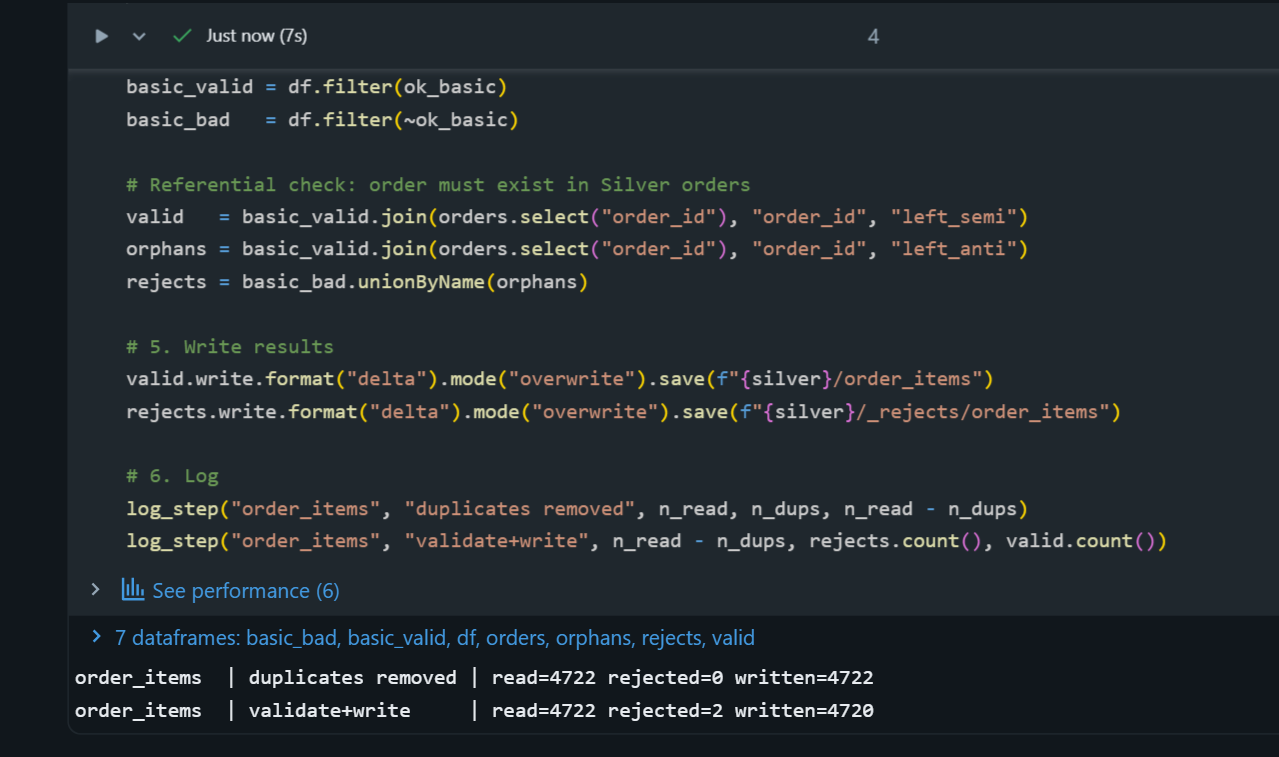 Just now (7s)
4
basic_valid = df.filter(ok_basic)
basic_bad   = df.filter(~ok_basic)
# Referential check: order must exist in Silver orders
valid   = basic_valid.join(orders.select("order_id"), "order_id", "left_semi")
orphans = basic_valid.join(orders.select("order_id"), "order_id", "left_anti")
rejects = basic_bad.unionByName(orphans)
# 5. Write results
valid.write.format("delta").mode("overwrite").save(f"{silver}/order_items")
rejects.write.format("delta").mode("overwrite").save(f"{silver}/_rejects/order_items")
# 6. Log
log_step("order_items", "duplicates removed", n_read, n_dups, n_read - n_dups)
log_step("order_items", "validate+write", n_read - n_dups, rejects.count(), valid.count())
See performance (6)
7 dataframes: basic_bad, basic_valid, df, orders, orphans, rejects, valid
order_items  | duplicates removed | read=4722 rejected=0 written=4722
order_items  | validate+write     | read=4722 rejected=2 written=4720